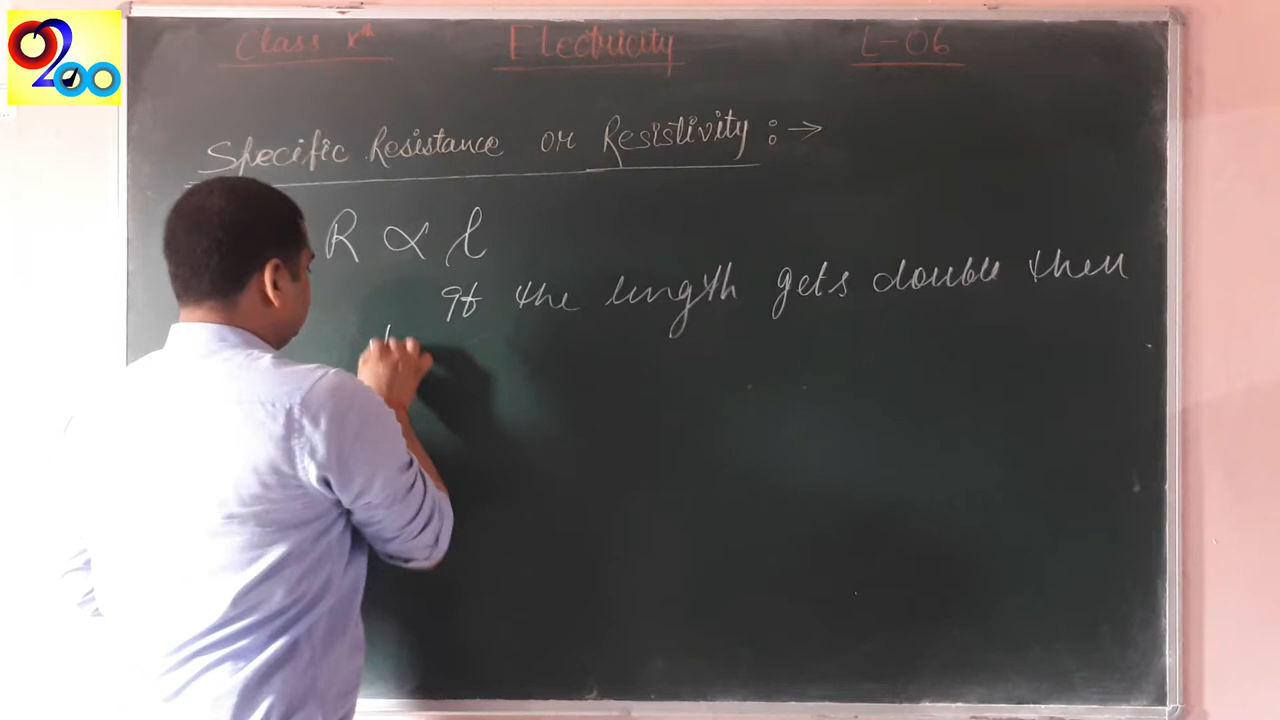 Class Xth Electricity L-06
Specific Resistance or Resistivity :→
R ∝ l
If the length gets double then